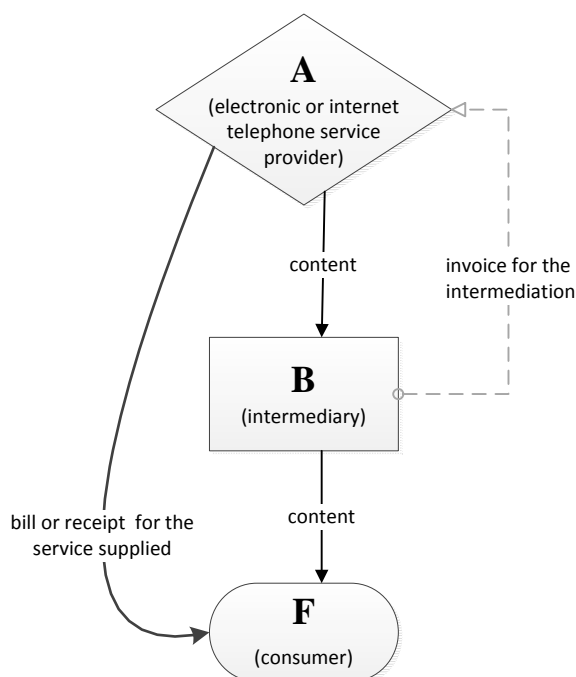 A
(electronic or internet
telephone service
provider)
content
invoice for the
intermediation
B
(intermediary)
content
bill or receipt for the
service supplied
F
(consumer)